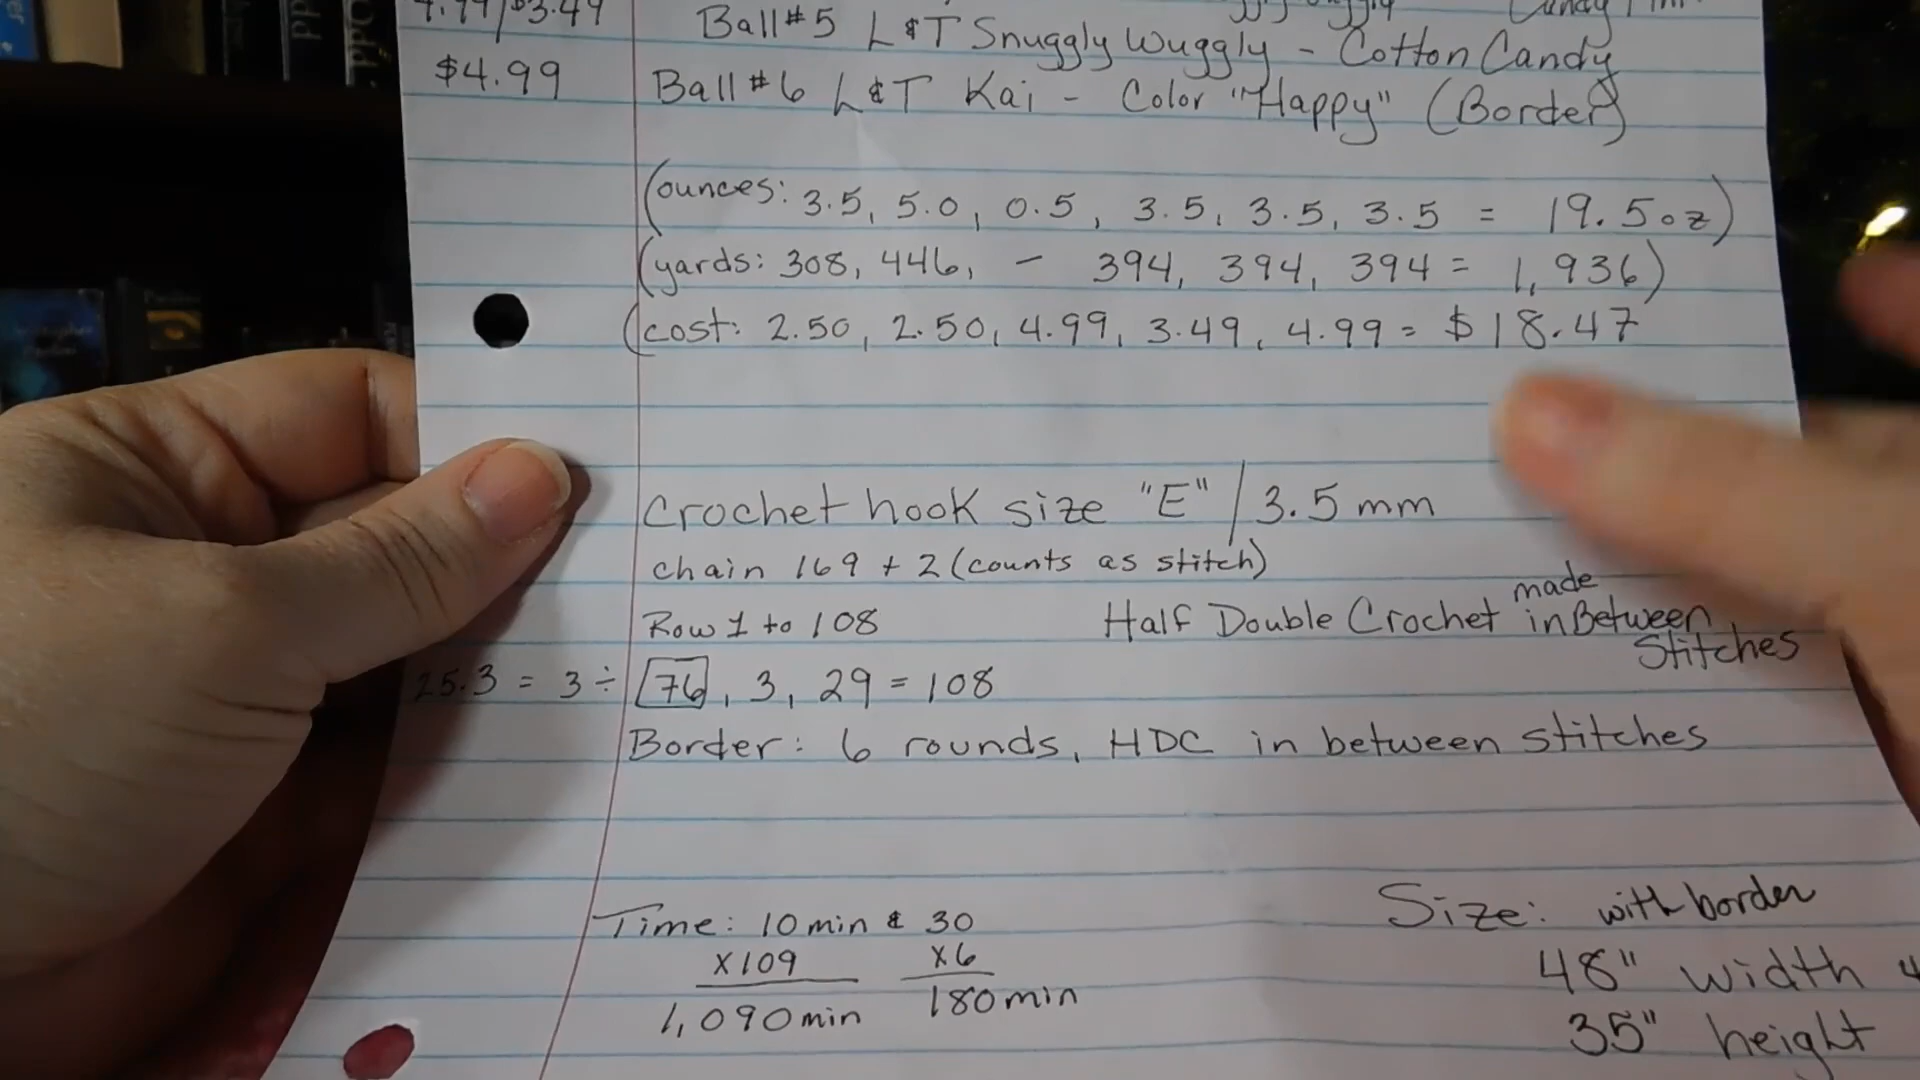 4.99/$3.49
Ball #5 L&T Snuggly Wuggly - Cotton Candy
$4.99 Ball #6 L&T Kai - Color "Happy" (Border)
(ounces: 3.5, 5.0, 0.5, 3.5, 3.5, 3.5 = 19.5oz)
(yards: 308, 446, - 394, 394, 394 = 1,936)
(cost: 2.50, 2.50, 4.99, 3.49, 4.99 = $18.47
Crochet hook size "E" / 3.5 mm
chain 169 + 2 (counts as stitch)
Row 1 to 108 Half Double Crochet made in Between Stitches
25.3 = 3 ÷ 76, 3, 29 = 108
Border: 6 rounds, HDC in between stitches
Time: 10 min & 30
x109 x6
1,090 min 180 min
Size: with border
48" width
35" height